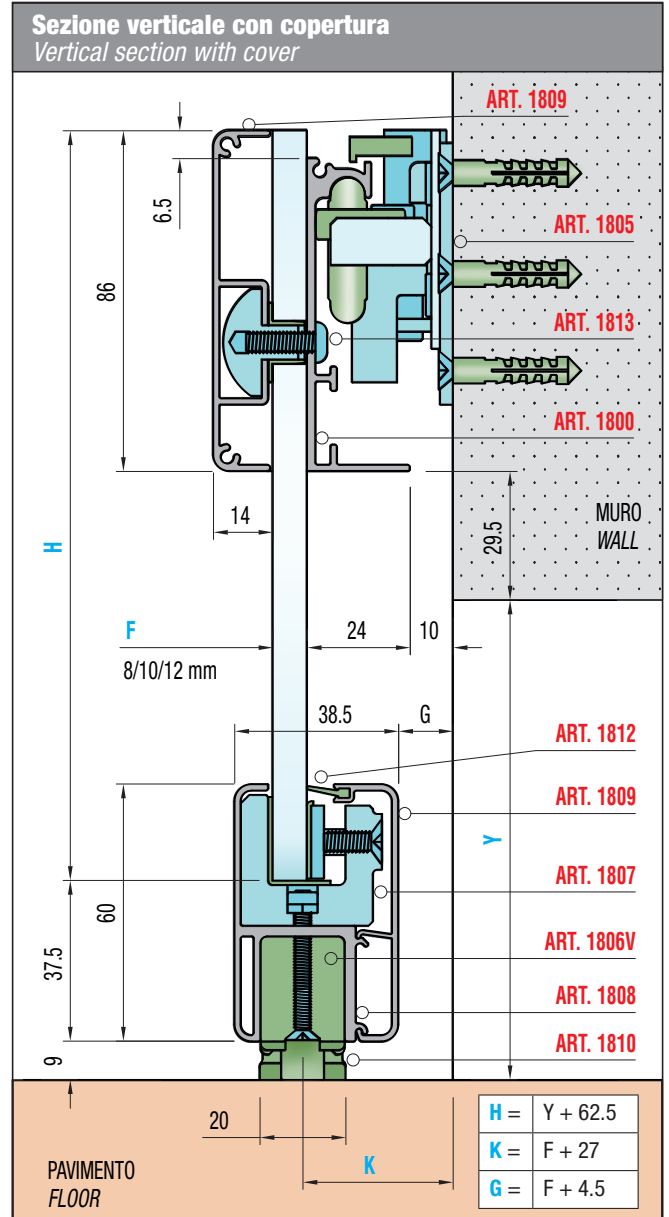 Sezione verticale con copertura
Vertical section with cover
ART. 1809
6.5
ART. 1805
86
ART. 1813
ART. 1800
14
MURO
WALL
29.5
H
F
24
10
8/10/12 mm
38.5
G
ART. 1812
ART. 1809
Y
ART. 1807
60
37.5
ART. 1806V
ART. 1808
ART. 1810
9
20
K
PAVIMENTO
FLOOR
H = Y + 62.5
K = F + 27
G = F + 4.5